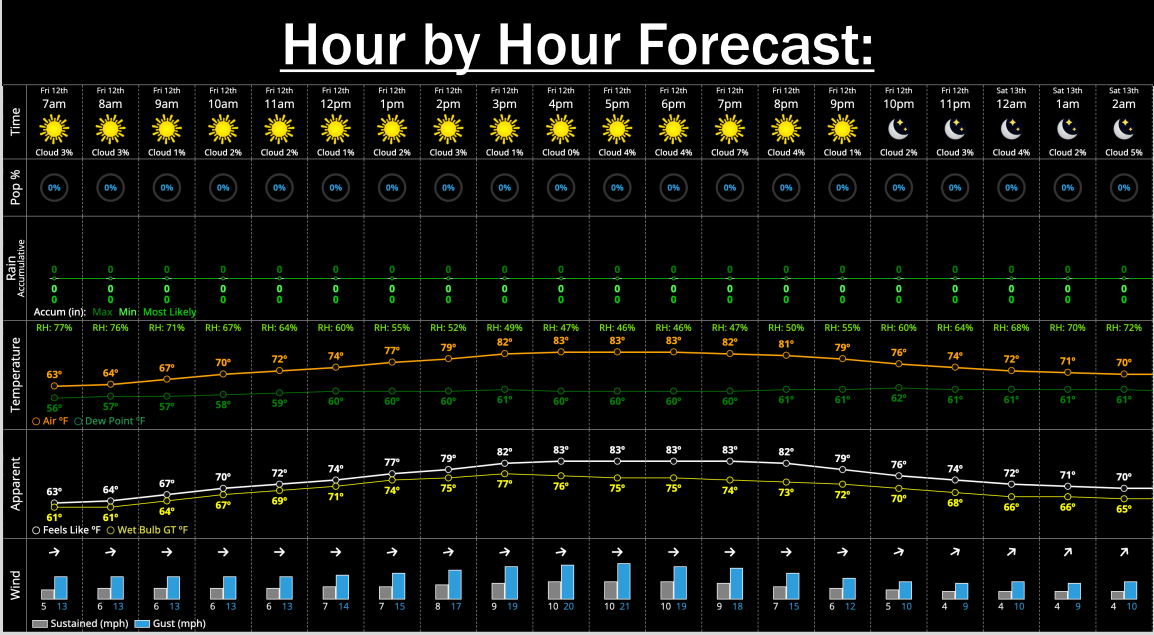 Hour by Hour Forecast:
Fri 12th Fri 12th Fri 12th Fri 12th Fri 12th Fri 12th Fri 12th Fri 12th Fri 12th Fri 12th Fri 12th Fri 12th Fri 12th Fri 12th Fri 12th Fri 12th Fri 12th Sat 13th Sat 13th Sat 13th
Time
7am 8am 9am 10am 11am 12pm 1pm 2pm 3pm 4pm 5pm 6pm 7pm 8pm 9pm 10pm 11pm 12am 1am 2am
Cloud 3% Cloud 3% Cloud 1% Cloud 2% Cloud 2% Cloud 1% Cloud 2% Cloud 3% Cloud 1% Cloud 0% Cloud 4% Cloud 4% Cloud 7% Cloud 4% Cloud 1% Cloud 2% Cloud 3% Cloud 4% Cloud 2% Cloud 5%
Pop %
0% 0% 0% 0% 0% 0% 0% 0% 0% 0% 0% 0% 0% 0% 0% 0% 0% 0% 0% 0%
Rain
Accumulative
0 0 0 0 0 0 0 0 0 0 0 0 0 0 0 0 0 0 0 0
0 0 0 0 0 0 0 0 0 0 0 0 0 0 0 0 0 0 0 0
0 0 0 0 0 0 0 0 0 0 0 0 0 0 0 0 0 0 0 0
Accum (in): Max Min Most Likely
Temperature
RH: 77% RH: 76% RH: 71% RH: 67% RH: 64% RH: 60% RH: 55% RH: 52% RH: 49% RH: 47% RH: 46% RH: 46% RH: 47% RH: 50% RH: 55% RH: 60% RH: 64% RH: 68% RH: 70% RH: 72%
63° 64° 67° 70° 72° 74° 77° 79° 82° 83° 83° 83° 82° 81° 79° 76° 74° 72° 71° 70°
56° 57° 57° 58° 59° 60° 60° 60° 61° 60° 60° 60° 60° 61° 61° 62° 61° 61° 61° 61°
Air °F Dew Point °F
Apparent
63° 64° 67° 70° 72° 74° 77° 79° 82° 83° 83° 83° 83° 82° 79° 76° 74° 72° 71° 70°
61° 61° 64° 67° 69° 71° 74° 75° 77° 76° 75° 75° 74° 73° 72° 70° 68° 66° 66° 65°
Feels Like °F Wet Bulb GT °F
Wind
5 13 6 13 6 13 6 13 6 13 7 14 7 15 8 17 9 19 10 20 10 21 10 19 9 18 7 15 6 12 5 10 4 9 4 10 4 9 4 10
Sustained (mph) Gust (mph)